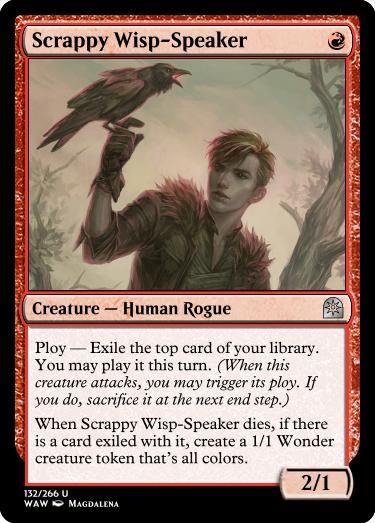 Scrappy Wisp-Speaker
Creature — Human Rogue
Ploy — Exile the top card of your library.
You may play it this turn. (When this
creature attacks, you may trigger its ploy. If
you do, sacrifice it at the next end step.)
When Scrappy Wisp-Speaker dies, if there
is a card exiled with it, create a 1/1 Wonder
creature token that's all colors.
2/1
132/266 U
WAW Magdalena